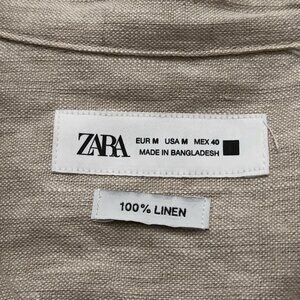 ZARA
EUR M USA M MEX 40
MADE IN BANGLADESH
100% LINEN